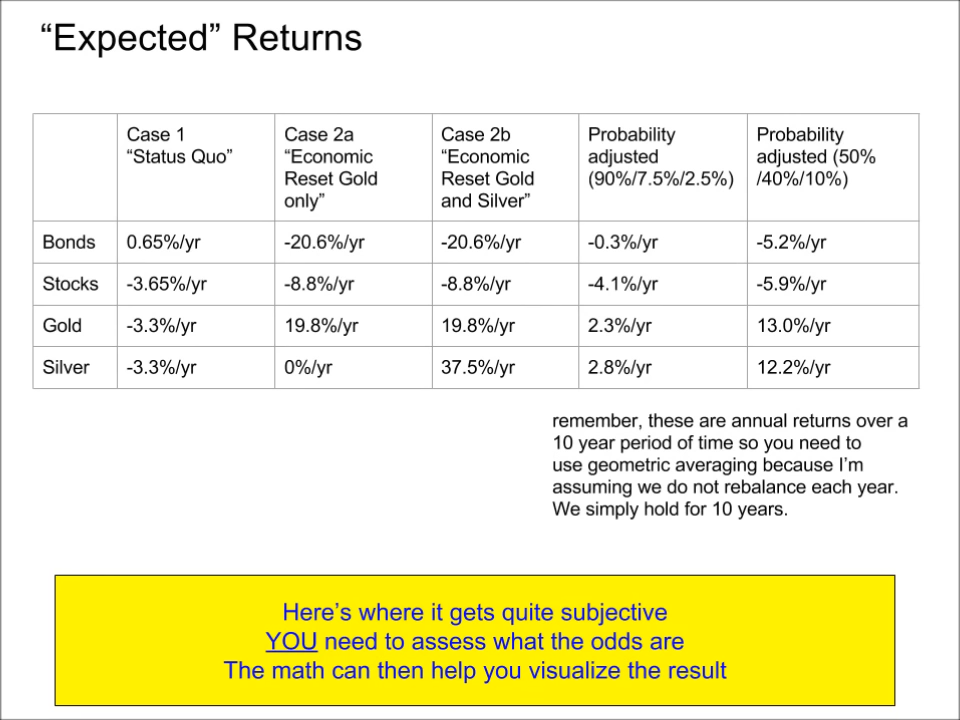 “Expected” Returns
Case 1
“Status Quo”
Case 2a
“Economic
Reset Gold
only”
Case 2b
“Economic
Reset Gold
and Silver”
Probability
adjusted
(90%/7.5%/2.5%)
Probability
adjusted (50%
/40%/10%)
Bonds 0.65%/yr -20.6%/yr -20.6%/yr -0.3%/yr -5.2%/yr
Stocks -3.65%/yr -8.8%/yr -8.8%/yr -4.1%/yr -5.9%/yr
Gold -3.3%/yr 19.8%/yr 19.8%/yr 2.3%/yr 13.0%/yr
Silver -3.3%/yr 0%/yr 37.5%/yr 2.8%/yr 12.2%/yr
remember, these are annual returns over a
10 year period of time so you need to
use geometric averaging because I’m
assuming we do not rebalance each year.
We simply hold for 10 years.
Here’s where it gets quite subjective
YOU need to assess what the odds are
The math can then help you visualize the result